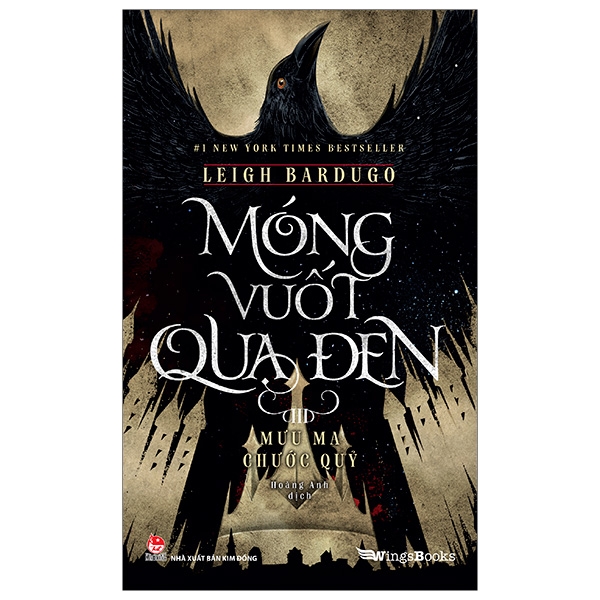 #1 NEW YORK TIMES BESTSELLER
LEIGH BARDUGO
MÓNG
VUỐT
QUẠ ĐEN
III
MƯU MA
CHƯỚC QUỶ
Hoàng Anh
dịch
NHÀ XUẤT BẢN KIM ĐỒNG
WingsBooks